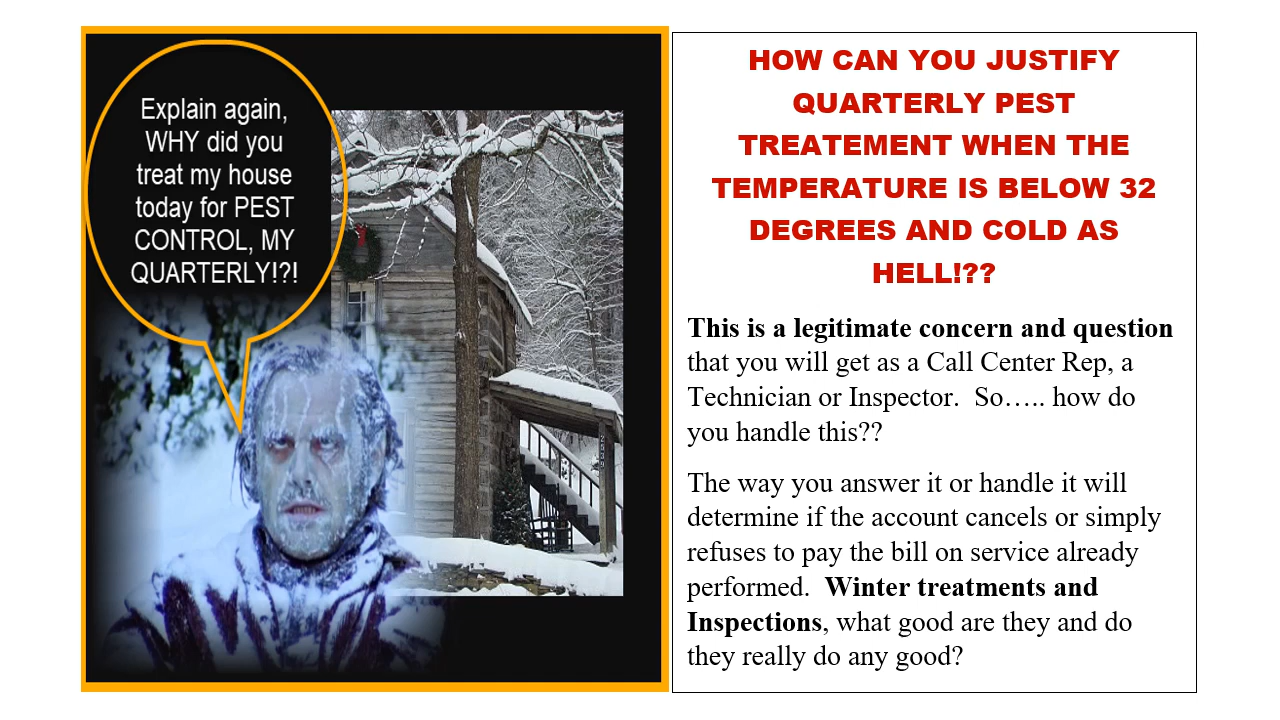 Explain again,
WHY did you
treat my house
today for PEST
CONTROL, MY
QUARTERLY!?!
HOW CAN YOU JUSTIFY
QUARTERLY PEST
TREATEMENT WHEN THE
TEMPERATURE IS BELOW 32
DEGREES AND COLD AS
HELL!??
This is a legitimate concern and question
that you will get as a Call Center Rep, a
Technician or Inspector.  So….. how do
you handle this??
The way you answer it or handle it will
determine if the account cancels or simply
refuses to pay the bill on service already
performed.  Winter treatments and
Inspections, what good are they and do
they really do any good?